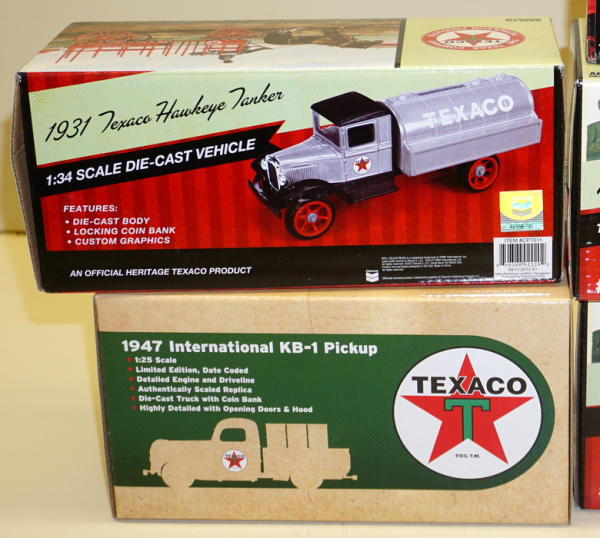 1931 Texaco Hawkeye Tanker
1:34 SCALE DIE-CAST VEHICLE
FEATURES:
• DIE-CAST BODY
• LOCKING COIN BANK
• CUSTOM GRAPHICS
AN OFFICIAL HERITAGE TEXACO PRODUCT
TEXACO
ITEM #CP7011
1947 International KB-1 Pickup
1:25 Scale
Limited Edition, Date Coded
Detailed Engine and Driveline
Authentically Scaled Replica
Die-Cast Truck with Coin Bank
Highly Detailed with Opening Doors & Hood
TEXACO
T
REG. T.M.